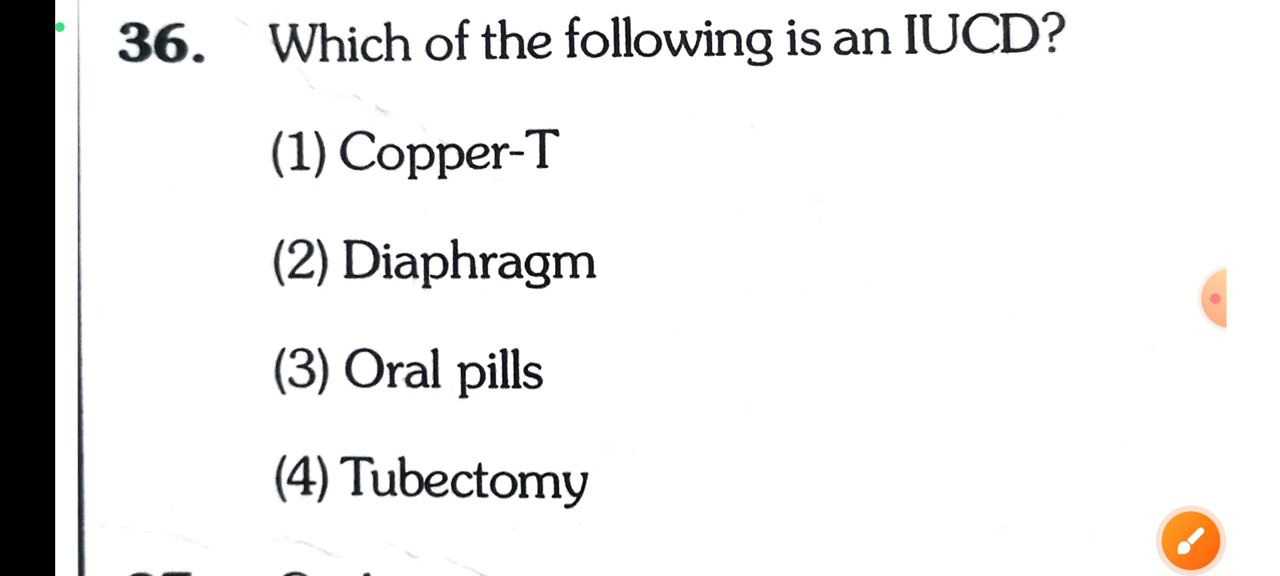 36. Which of the following is an IUCD?
(1) Copper-T
(2) Diaphragm
(3) Oral pills
(4) Tubectomy